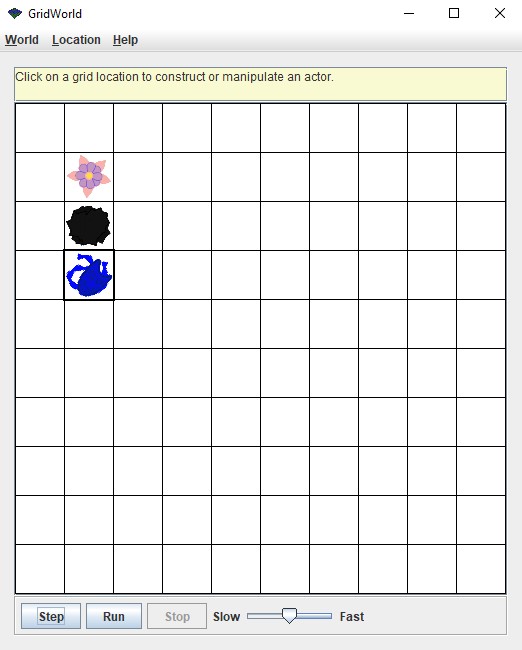 GridWorld
World Location Help
Click on a grid location to construct or manipulate an actor.
Step Run Stop Slow Fast